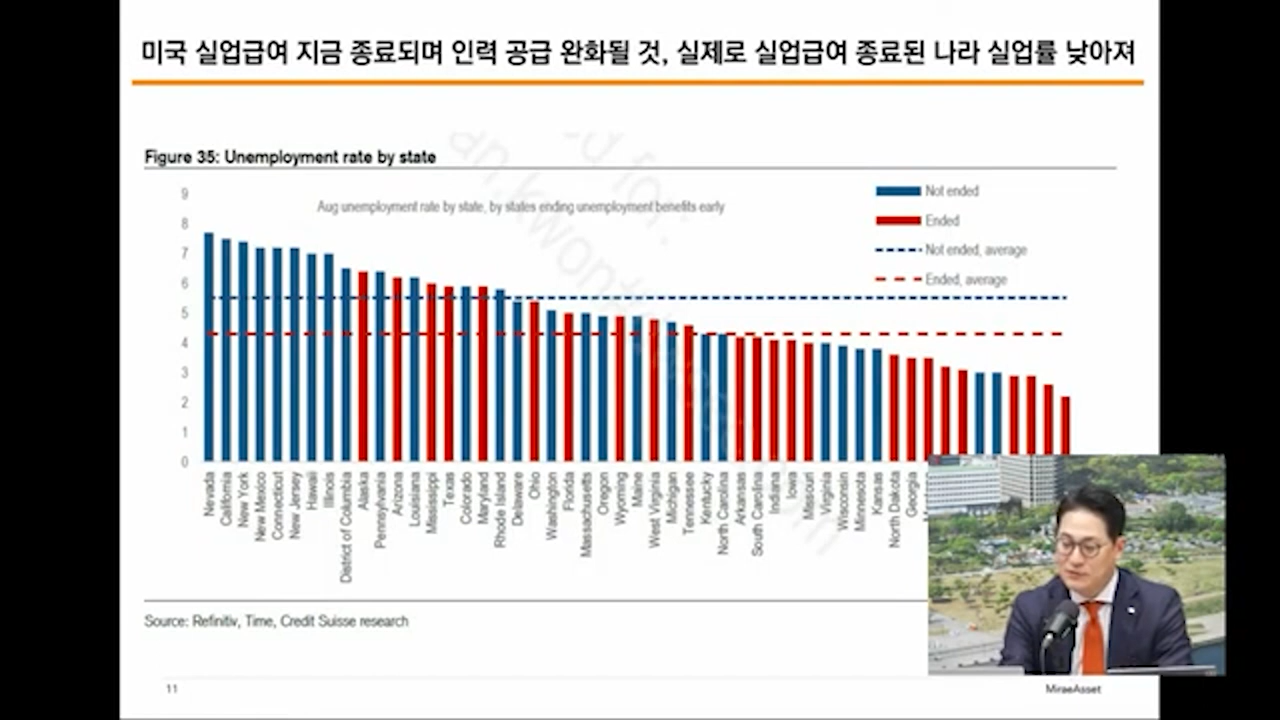 미국 실업급여 지금 종료되며 인력 공급 완화될 것, 실제로 실업급여 종료된 나라 실업률 낮아져
Figure 35: Unemployment rate by state
Aug unemployment rate by state, by states ending unemployment benefits early
Not ended
Ended
Not ended, average
Ended, average
9
8
7
6
5
4
3
2
1
0
Nevada
California
New York
New Mexico
Connecticut
New Jersey
Hawaii
Illinois
District of Columbia
Alaska
Pennsylvania
Arizona
Louisiana
Mississippi
Texas
Colorado
Maryland
Rhode Island
Delaware
Ohio
Washington
Florida
Massachusetts
Oregon
Wyoming
Maine
West Virginia
Michigan
Tennessee
Kentucky
North Carolina
Arkansas
South Carolina
Indiana
Iowa
Missouri
Virginia
Wisconsin
Minnesota
Kansas
North Dakota
Georgia
Source: Refinitiv, Time, Credit Suisse research
11
MiraeAsset